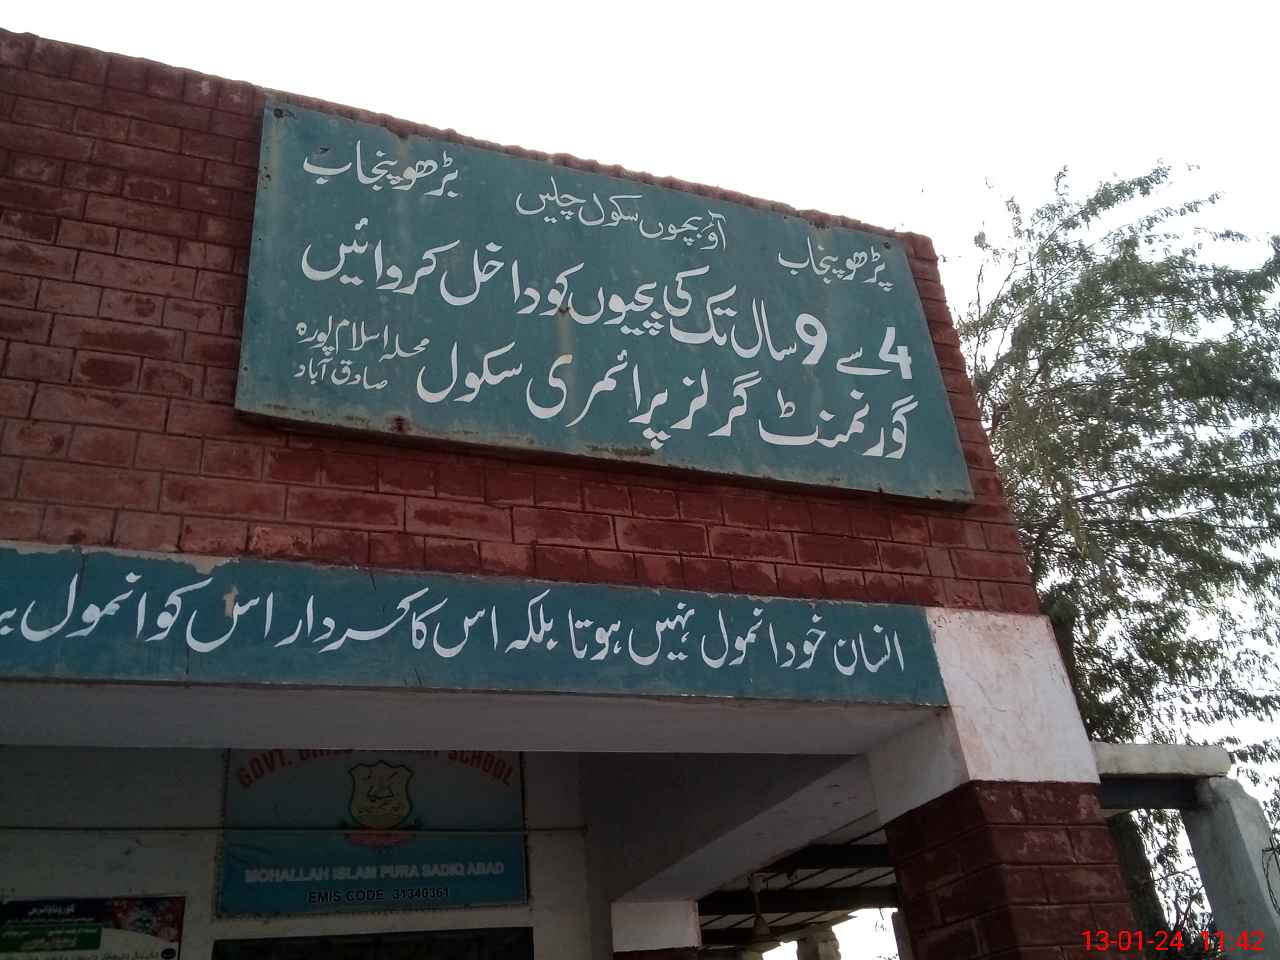 پڑھو پنجاب
آؤ بچوں سکول چلیں
بڑھو پنجاب
4 سے 9 سال تک کی بچیوں کو داخل کروائیں
گورنمنٹ گرلز پرائمری سکول
محلہ اسلام پورہ
صادق آباد
انسان خود انمول نہیں ہوتا بلکہ اس کا کردار اس کو انمول
GOVT. SCHOOL
MOHALLAH ISLAM PURA SADIQ ABAD
EMIS CODE 31340361
13-01-24 11:42